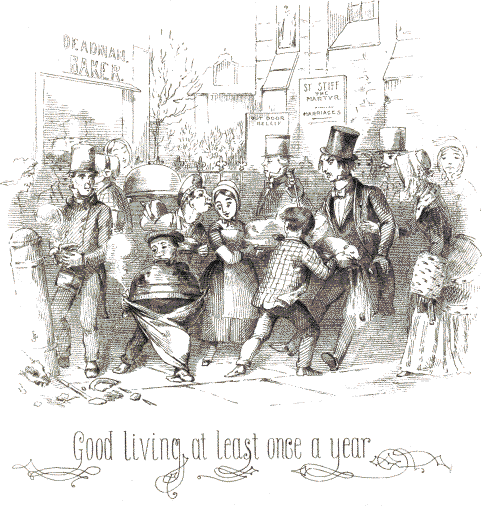 DEADMAN.
BAKER.
ST STIFF
THE
MARTYR
MARRIAGES
OUT DOOR
RELIEF
Good living, at least once a year